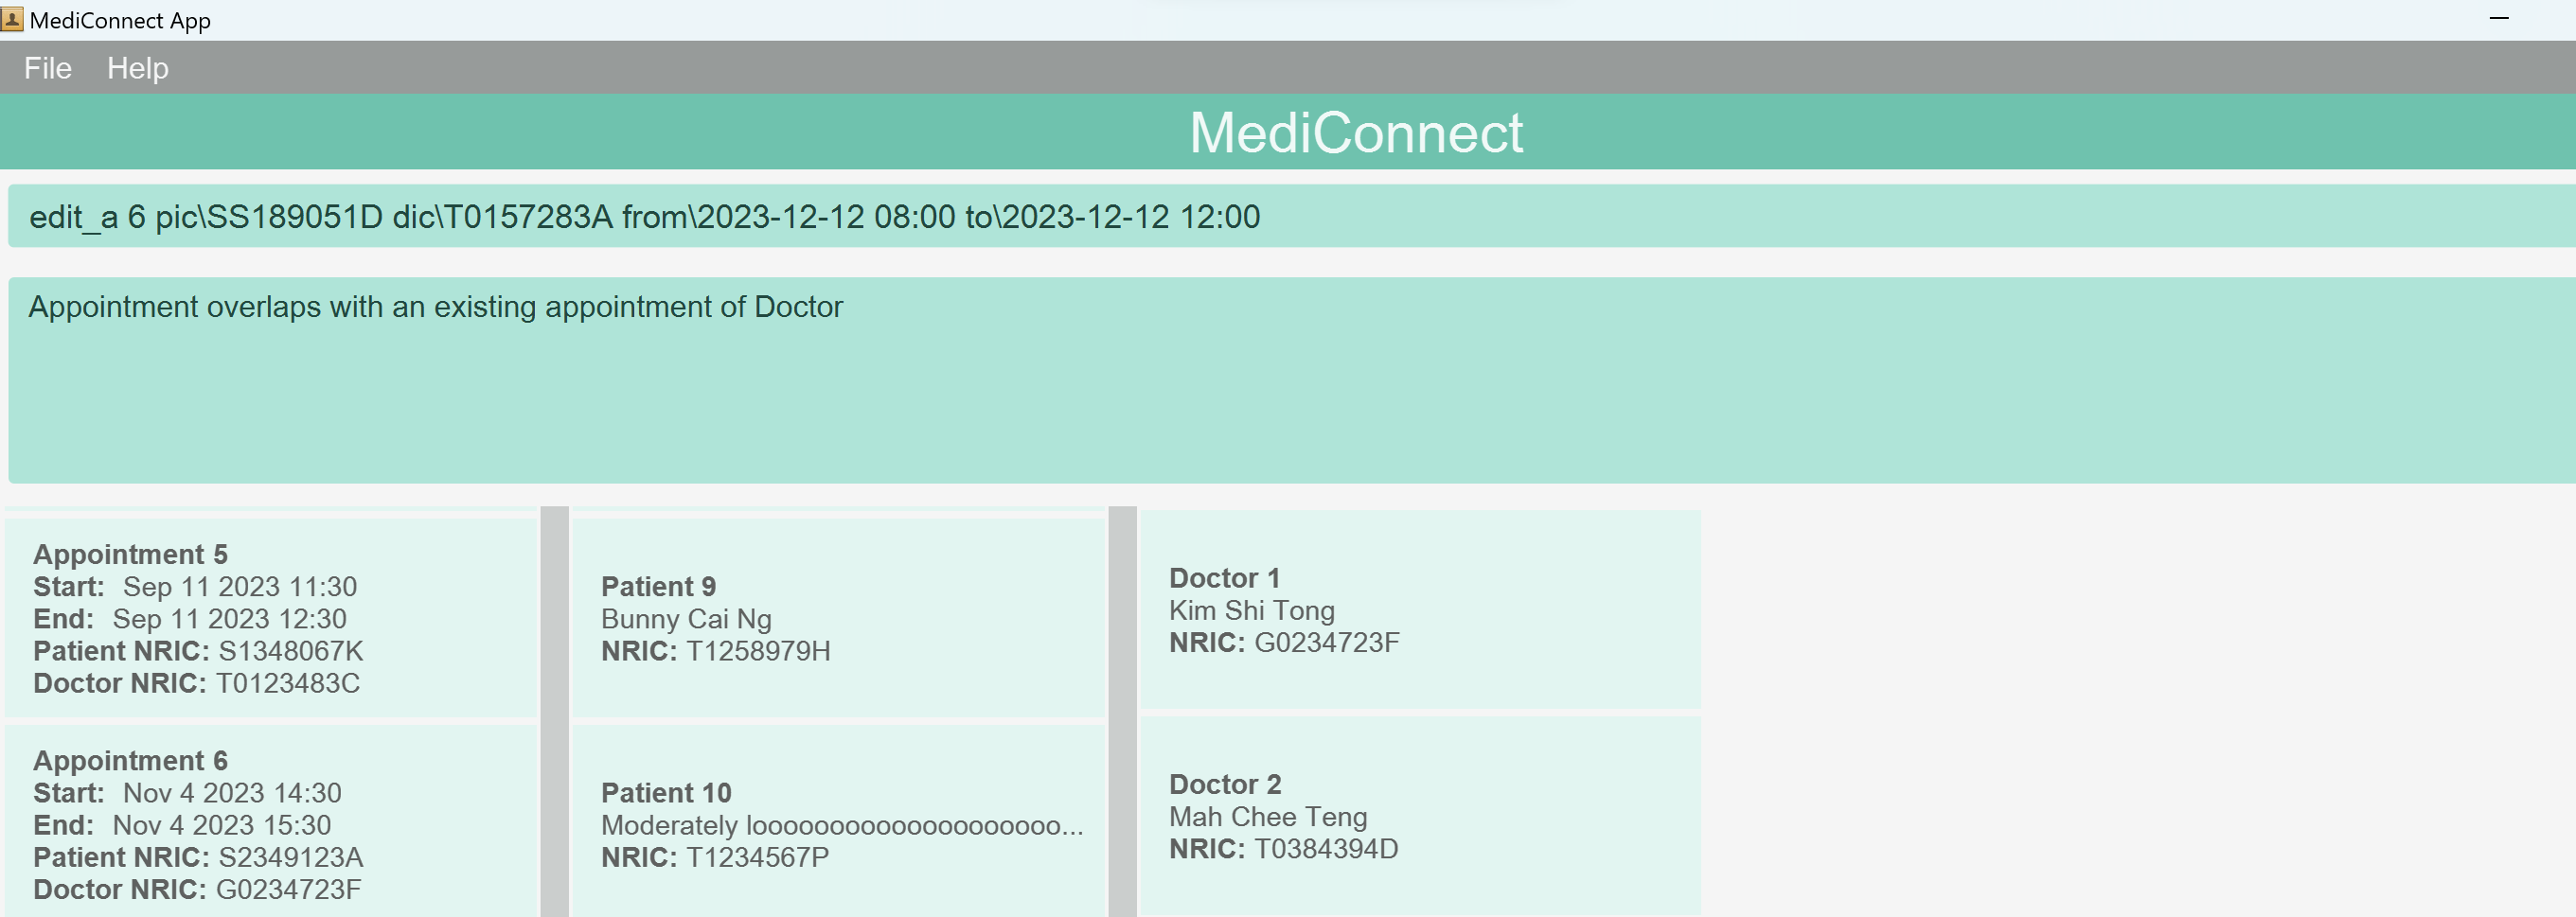 MediConnect App
File Help
MediConnect
edit_a 6 pic\SS189051D dic\T0157283A from\2023-12-12 08:00 to\2023-12-12 12:00
Appointment overlaps with an existing appointment of Doctor
Appointment 5
Start: Sep 11 2023 11:30
End: Sep 11 2023 12:30
Patient NRIC: S1348067K
Doctor NRIC: T0123483C
Appointment 6
Start: Nov 4 2023 14:30
End: Nov 4 2023 15:30
Patient NRIC: S2349123A
Doctor NRIC: G0234723F
Patient 9
Bunny Cai Ng
NRIC: T1258979H
Patient 10
Moderately looooooooooooooooooooo...
NRIC: T1234567P
Doctor 1
Kim Shi Tong
NRIC: G0234723F
Doctor 2
Mah Chee Teng
NRIC: T0384394D